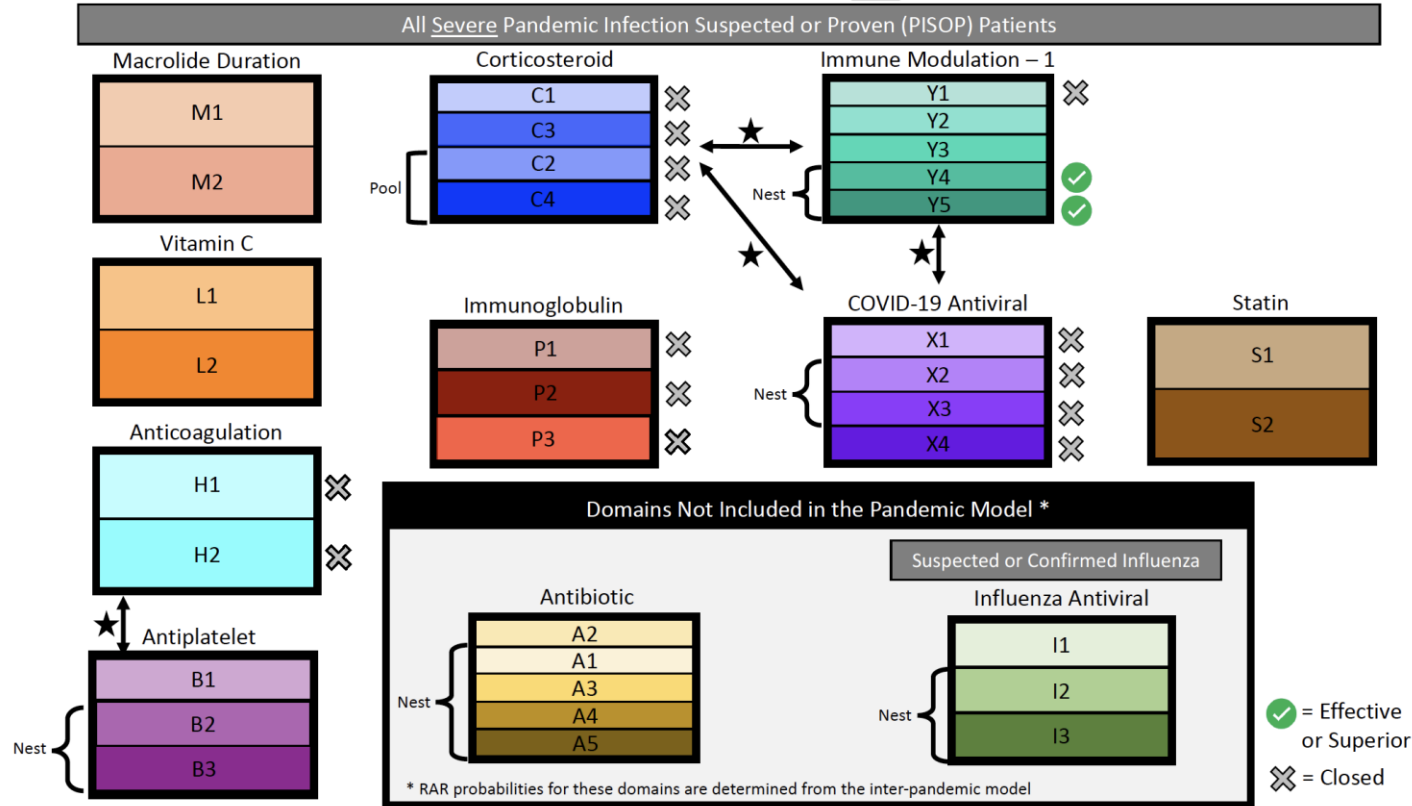 All Severe Pandemic Infection Suspected or Proven (PISOP) Patients
Macrolide Duration
M1
M2
Corticosteroid
C1
C3
C2
C4
Pool
Immune Modulation – 1
Y1
Y2
Y3
Y4
Y5
Nest
Vitamin C
L1
L2
Immunoglobulin
P1
P2
P3
COVID-19 Antiviral
X1
X2
X3
X4
Nest
Statin
S1
S2
Anticoagulation
H1
H2
Antiplatelet
B1
B2
B3
Nest
Domains Not Included in the Pandemic Model *
Suspected or Confirmed Influenza
Antibiotic
A2
A1
A3
A4
A5
Nest
Influenza Antiviral
I1
I2
I3
Nest
* RAR probabilities for these domains are determined from the inter-pandemic model
= Effective
or Superior
= Closed